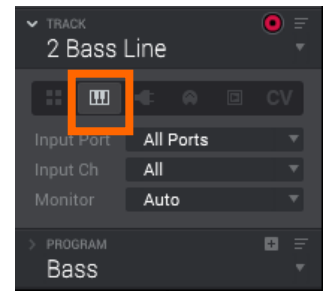 TRACK
2 Bass Line
CV
Input Port All Ports
Input Ch All
Monitor Auto
PROGRAM
Bass